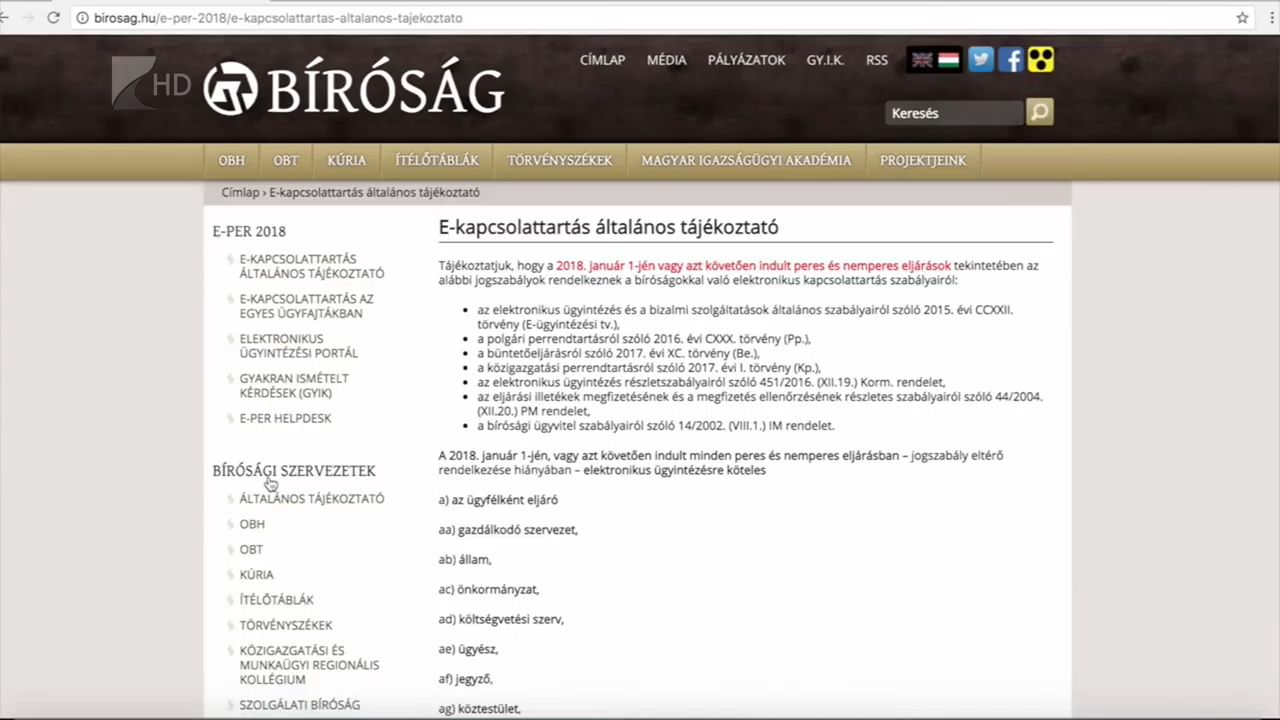 birosag.hu/e-per-2018/e-kapcsolattartas-altalanos-tajekoztato
HD
BÍRÓSÁG
CÍMLAP MÉDIA PÁLYÁZATOK GY.I.K. RSS
Keresés
OBH OBT KÚRIA ÍTÉLŐTÁBLÁK TÖRVÉNYSZÉKEK MAGYAR IGAZSÁGÜGYI AKADÉMIA PROJEKTJEINK
Címlap › E-kapcsolattartás általános tájékoztató
E-PER 2018
E-KAPCSOLATTARTÁS
ÁLTALÁNOS TÁJÉKOZTATÓ
E-KAPCSOLATTARTÁS AZ
EGYES ÜGYFAJTÁKBAN
ELEKTRONIKUS
ÜGYINTÉZÉSI PORTÁL
GYAKRAN ISMÉTELT
KÉRDÉSEK (GYIK)
E-PER HELPDESK
BÍRÓSÁGI SZERVEZETEK
ÁLTALÁNOS TÁJÉKOZTATÓ
OBH
OBT
KÚRIA
ÍTÉLŐTÁBLÁK
TÖRVÉNYSZÉKEK
KÖZIGAZGATÁSI ÉS
MUNKAÜGYI REGIONÁLIS
KOLLÉGIUM
SZOLGÁLATI BÍRÓSÁG
E-kapcsolattartás általános tájékoztató
Tájékoztatjuk, hogy a 2018. január 1-jén vagy azt követően indult peres és nemperes eljárások tekintetében az
alábbi jogszabályok rendelkeznek a bíróságokkal való elektronikus kapcsolattartás szabályairól:
• az elektronikus ügyintézés és a bizalmi szolgáltatások általános szabályairól szóló 2015. évi CCXXII.
törvény (E-ügyintézési tv.),
• a polgári perrendtartásról szóló 2016. évi CXXX. törvény (Pp.),
• a büntetőeljárásról szóló 2017. évi XC. törvény (Be.),
• a közigazgatási perrendtartásról szóló 2017. évi I. törvény (Kp.),
• az elektronikus ügyintézés részletszabályairól szóló 451/2016. (XII.19.) Korm. rendelet,
• az eljárási illetékek megfizetésének és a megfizetés ellenőrzésének részletes szabályairól szóló 44/2004.
(XII.20.) PM rendelet,
• a bírósági ügyvitel szabályairól szóló 14/2002. (VIII.1.) IM rendelet.
A 2018. január 1-jén, vagy azt követően indult minden peres és nemperes eljárásban – jogszabály eltérő
rendelkezése hiányában – elektronikus ügyintézésre köteles
a) az ügyfélként eljáró
aa) gazdálkodó szervezet,
ab) állam,
ac) önkormányzat,
ad) költségvetési szerv,
ae) ügyész,
af) jegyző,
ag) köztestület,